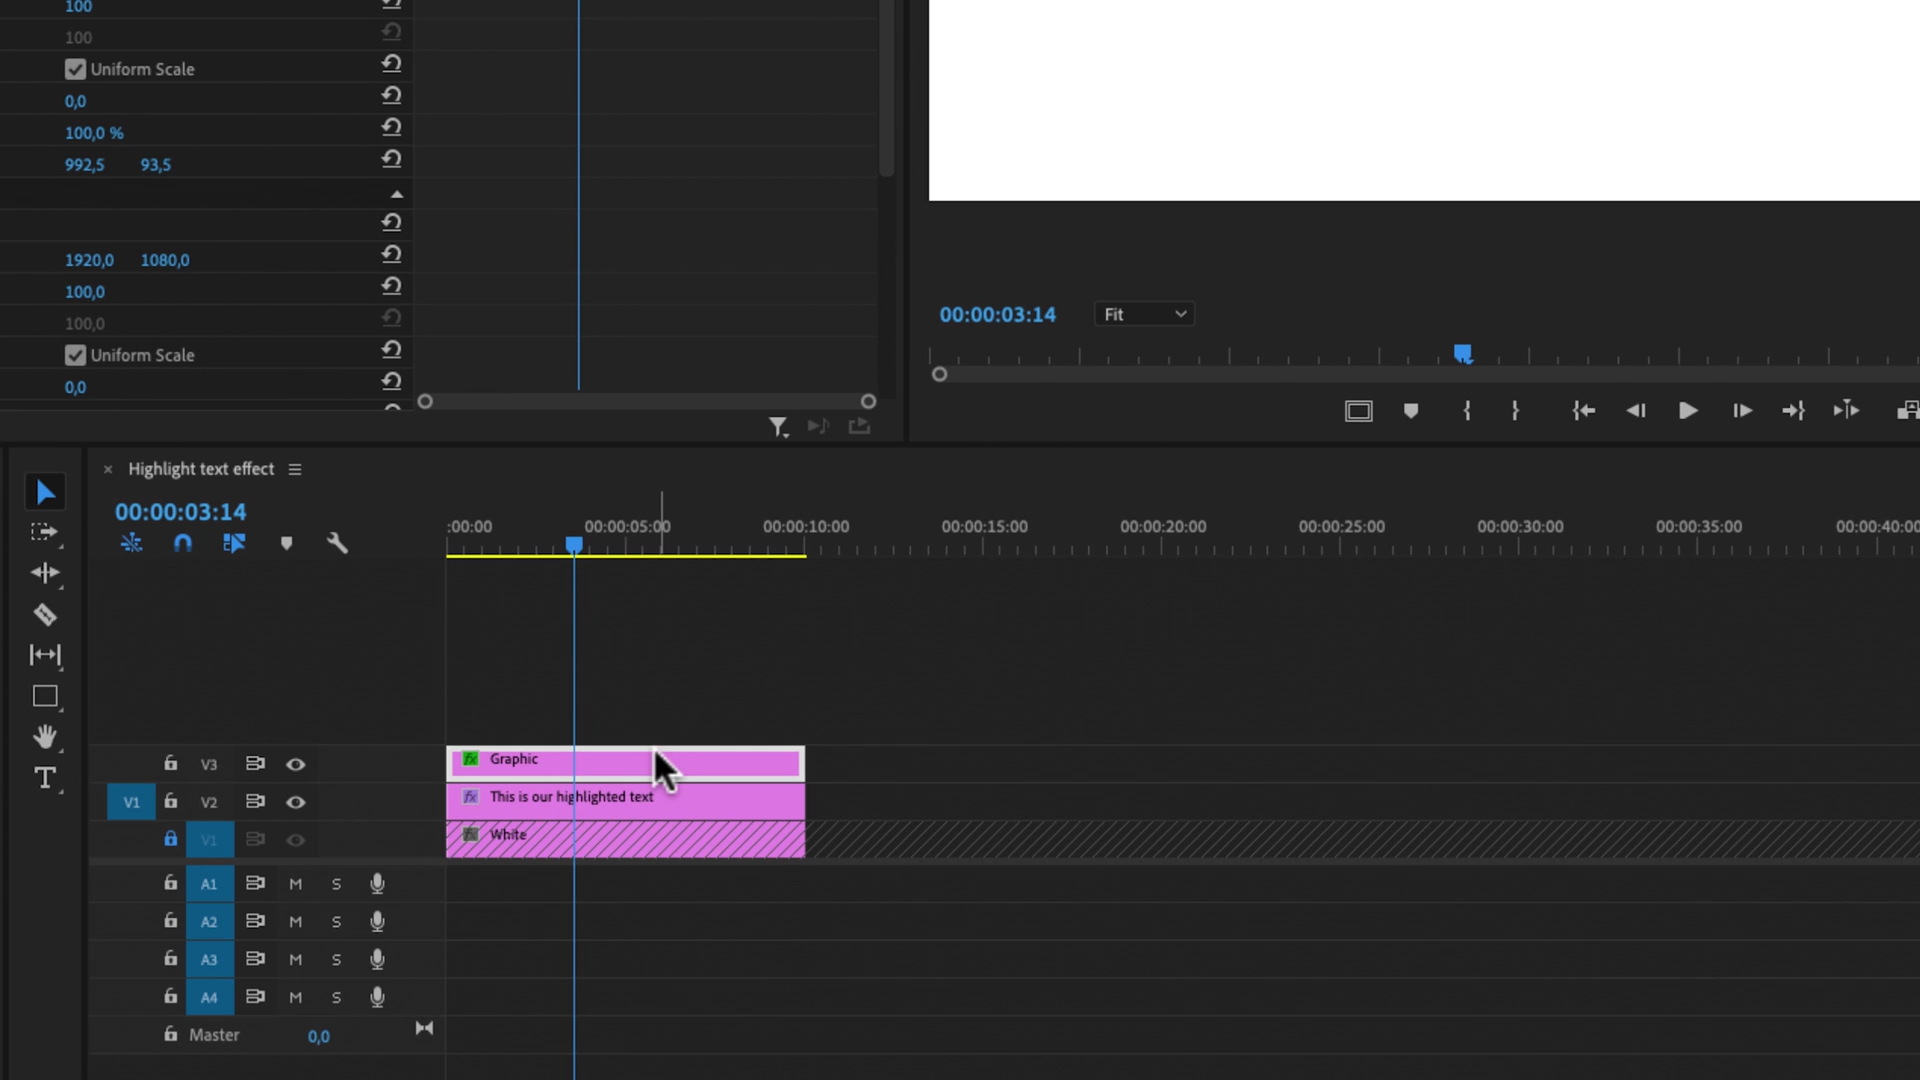 100
100
Uniform Scale
0,0
100,0 %
992,5 93,5
1920,0 1080,0
100,0
100,0
Uniform Scale
0,0
00:00:03:14 Fit
Highlight text effect
00:00:03:14
:00:00 00:00:05:00 00:00:10:00 00:00:15:00 00:00:20:00 00:00:25:00 00:00:30:00 00:00:35:00 00:00:40:00
V3 fx Graphic
V1 V2 fx This is our highlighted text
V1 fx White
A1 M S
A2 M S
A3 M S
A4 M S
Master 0,0